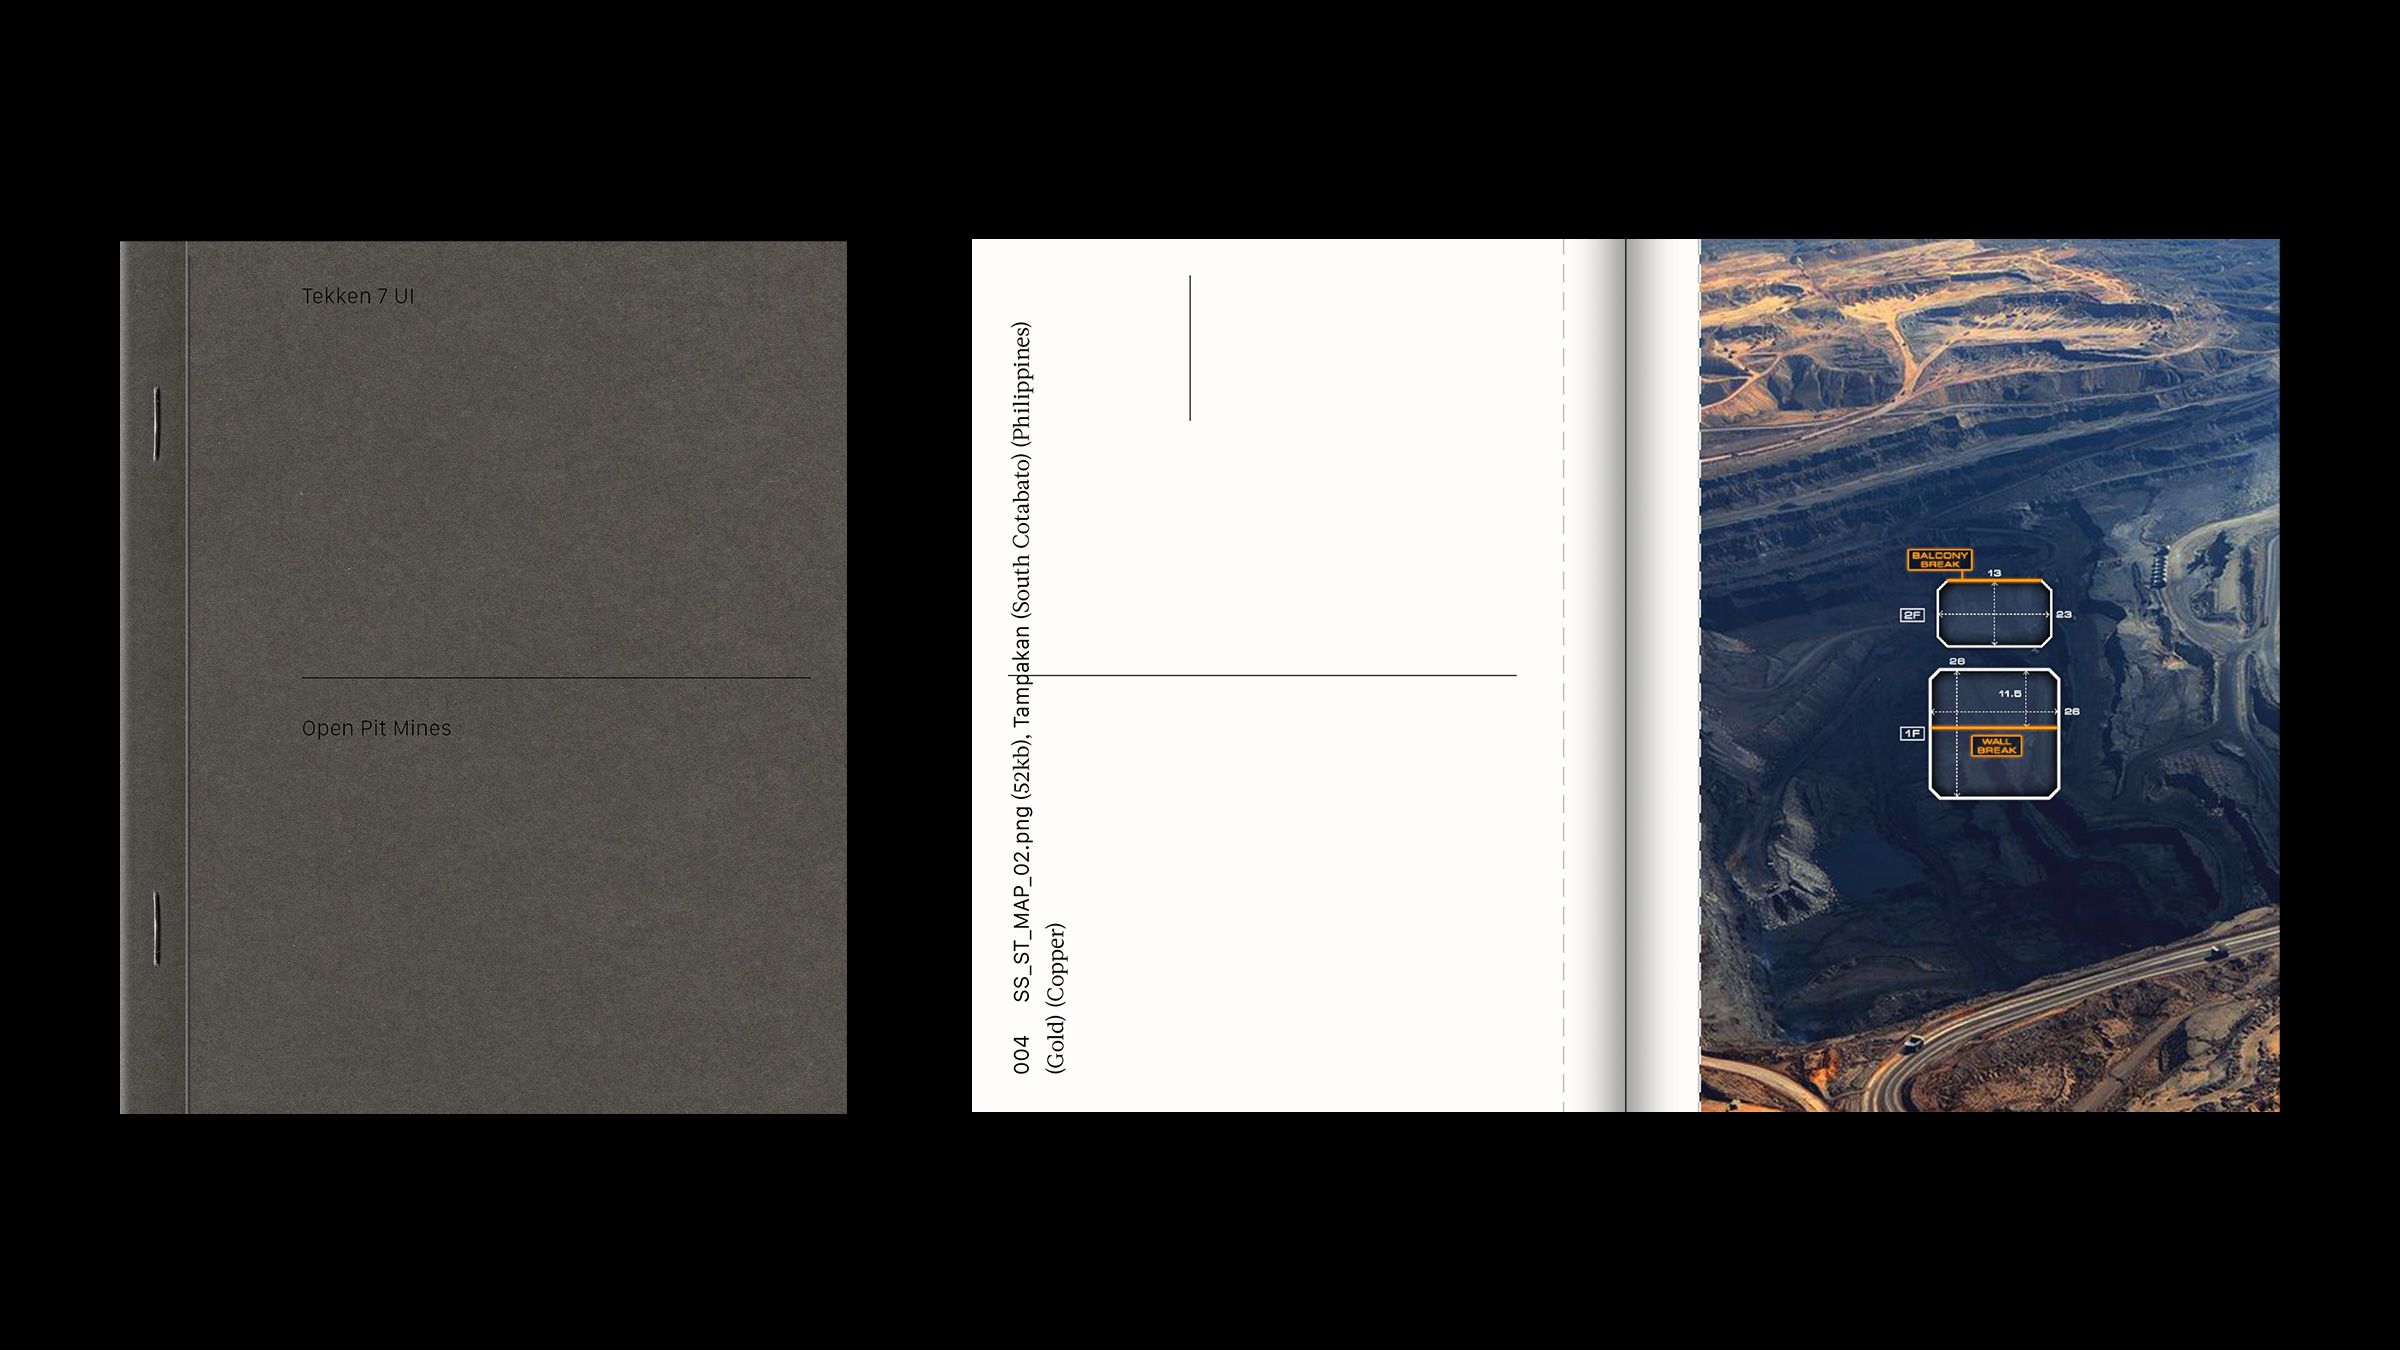 Tekken 7 UI
Open Pit Mines
004 SS_ST_MAP_02.png (52kb), Tampakan (South Cotabato) (Philippines)
(Gold) (Copper)
BALCONY
BREAK
13
2F
23
26
11.5
26
1F
WALL
BREAK